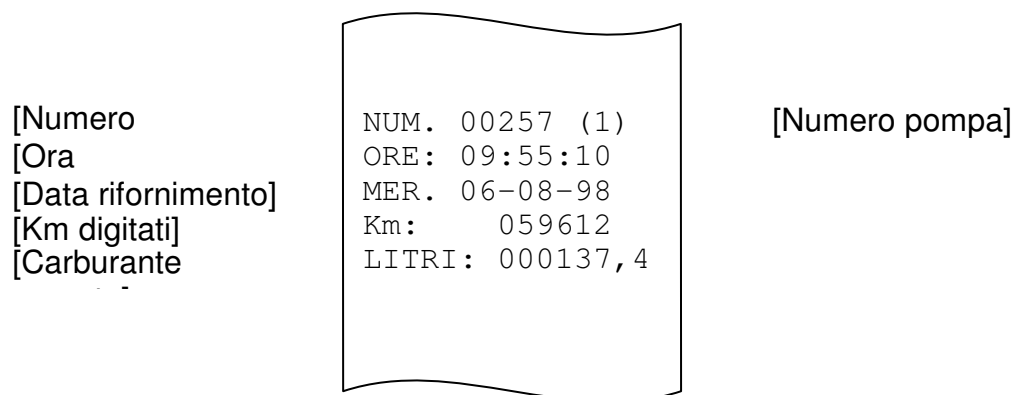 [Numero
[Ora
[Data rifornimento]
[Km digitati]
[Carburante
NUM. 00257 (1)
ORE: 09:55:10
MER. 06-08-98
Km: 059612
LITRI: 000137,4
[Numero pompa]